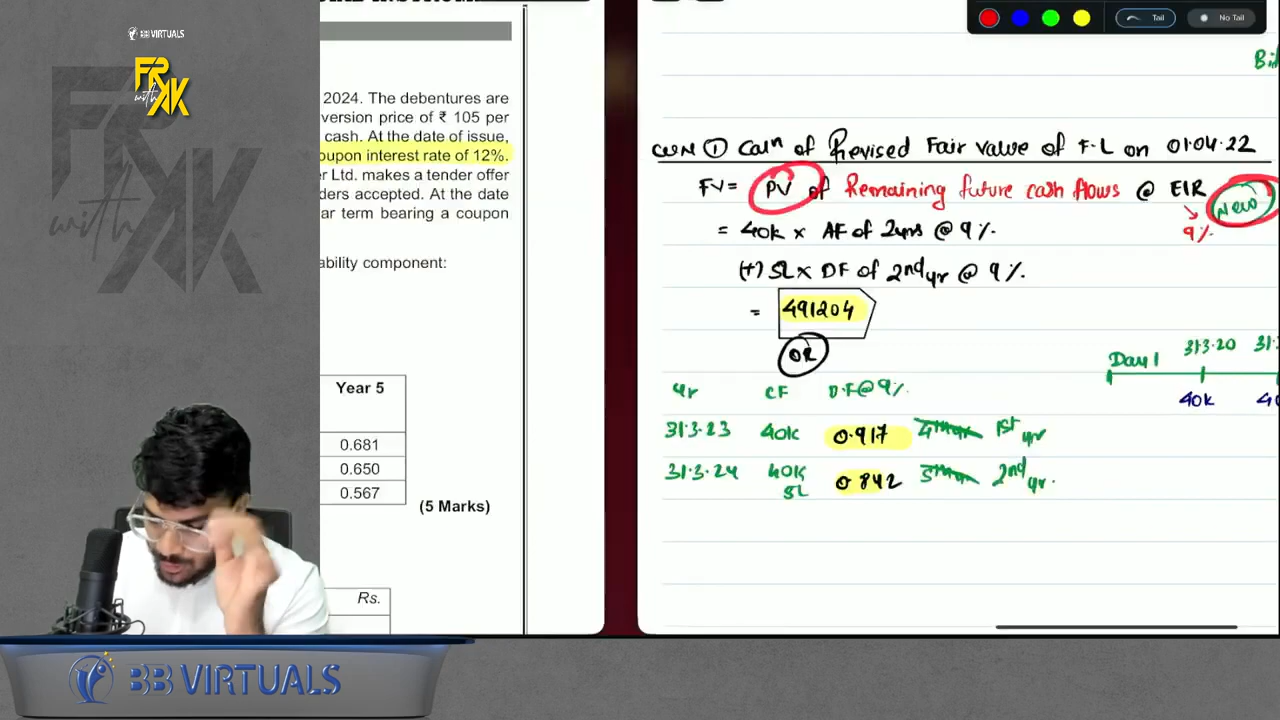 BB VIRTUALS
FR
with
AK
FR
with
AK
2024. The debentures are
version price of ₹ 105 per
cash. At the date of issue,
oupon interest rate of 12%.
r Ltd. makes a tender offer
ders accepted. At the date
ar term bearing a coupon
ability component:
Year 5
0.681
0.650
0.567
(5 Marks)
Rs.
Tail
No Tail
WN ① Calⁿ of Revised Fair value of F.L on 01.04.22
FV = PV of Remaining future cash flows @ EIR New
9%
= 40k x AF of 2yrs @ 9%.
(+) 5L x DF of 2nd yr @ 9%.
= 491204
OR
Day 1 31.3.20 31.
40k 40
yr CF D.F@9%
31.3.23 40k 0.917 1st yr
31.3.24 40k 0.842 2nd yr.
5L
BB VIRTUALS